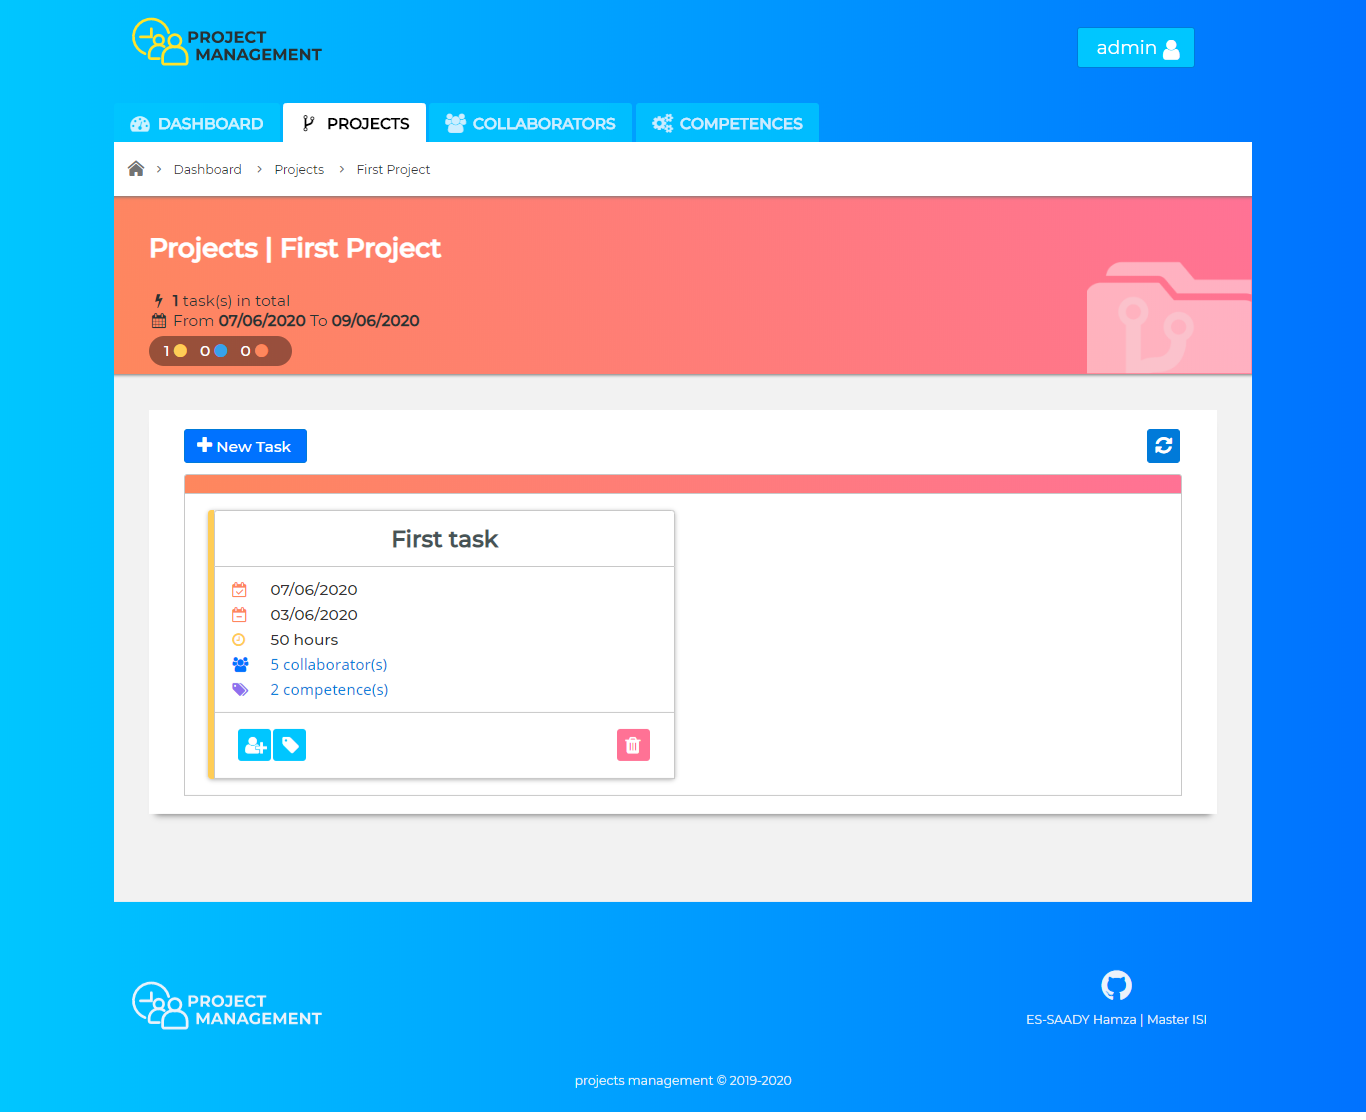 PROJECT
MANAGEMENT
admin
DASHBOARD
PROJECTS
COLLABORATORS
COMPETENCES
Dashboard > Projects > First Project
Projects | First Project
1 task(s) in total
From 07/06/2020 To 09/06/2020
1 0 0
New Task
First task
07/06/2020
03/06/2020
50 hours
5 collaborator(s)
2 competence(s)
PROJECT
MANAGEMENT
ES-SAADY Hamza | Master ISI
projects management © 2019-2020